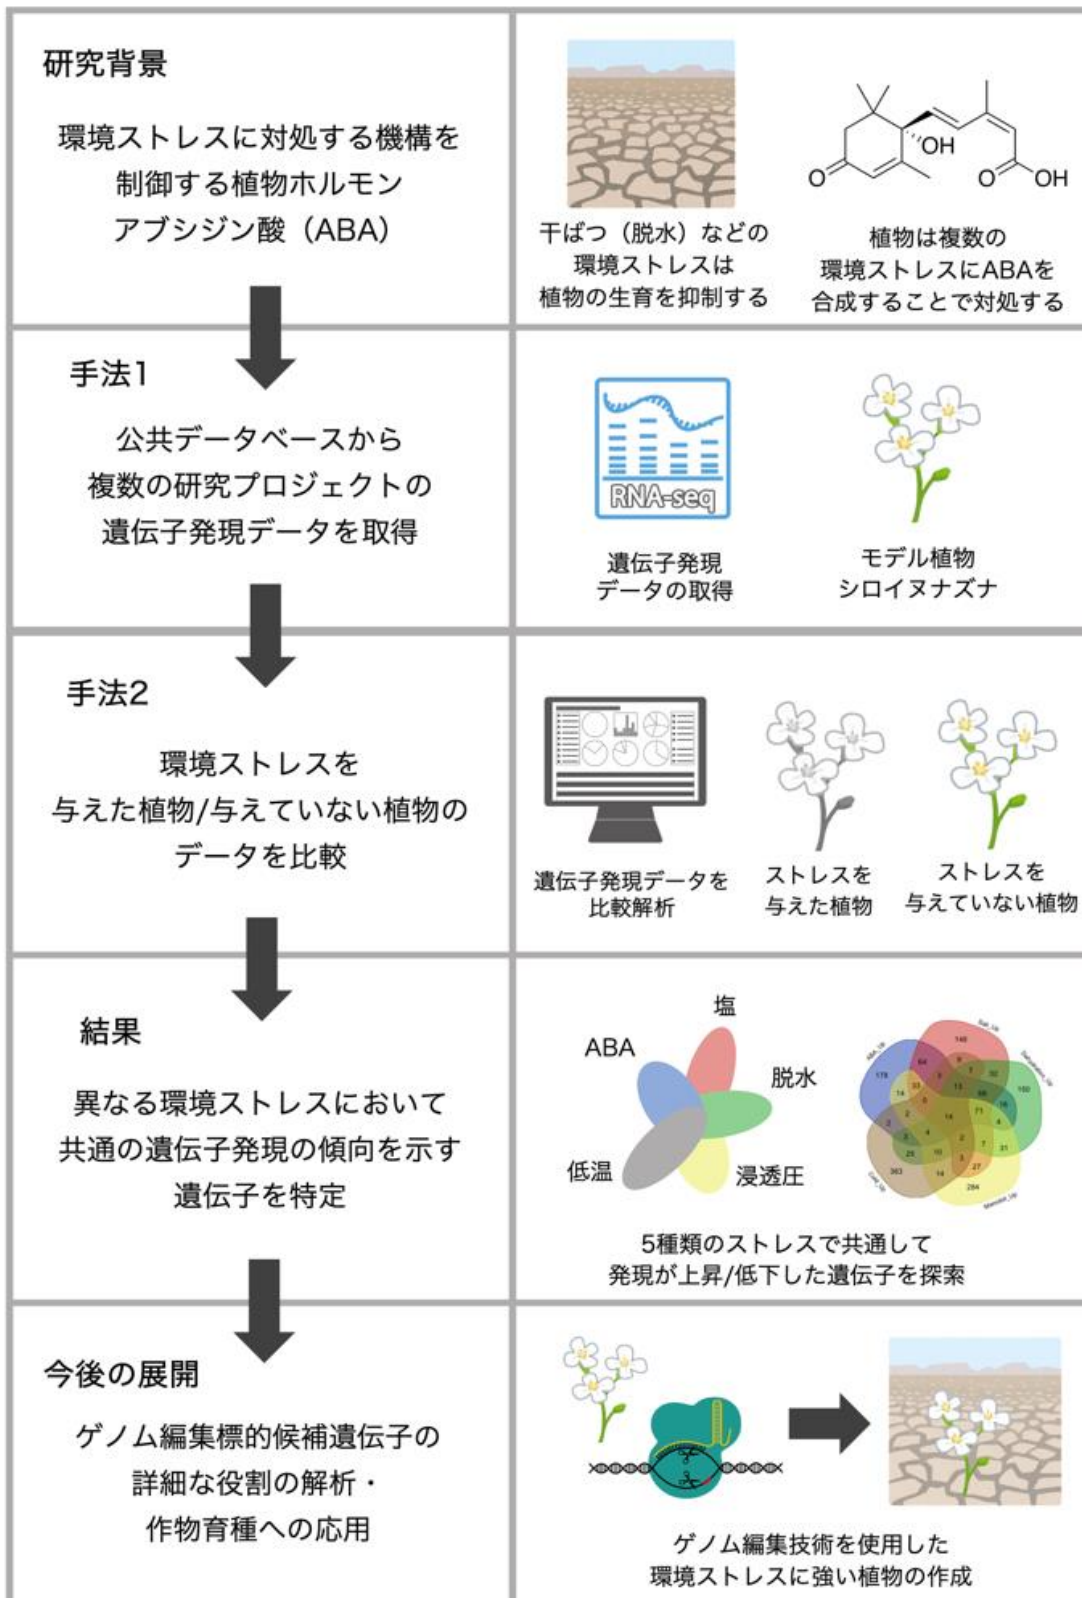 研究背景
環境ストレスに対処する機構を
制御する植物ホルモン
アブシジン酸（ABA）
OH
O
O
OH
干ばつ（脱水）などの
環境ストレスは
植物の生育を抑制する
植物は複数の
環境ストレスにABAを
合成することで対処する
手法1
公共データベースから
複数の研究プロジェクトの
遺伝子発現データを取得
RNA-seq
遺伝子発現
データの取得
モデル植物
シロイヌナズナ
手法2
環境ストレスを
与えた植物/与えていない植物の
データを比較
遺伝子発現データを
比較解析
ストレスを
与えた植物
ストレスを
与えていない植物
結果
異なる環境ストレスにおいて
共通の遺伝子発現の傾向を示す
遺伝子を特定
塩
ABA
脱水
低温
浸透圧
ABA_Up
Salt_Up
Dehydration_Up
Cold_Up
Mannitol_Up
178
148
150
363
284
5種類のストレスで共通して
発現が上昇/低下した遺伝子を探索
今後の展開
ゲノム編集標的候補遺伝子の
詳細な役割の解析・
作物育種への応用
ゲノム編集技術を使用した
環境ストレスに強い植物の作成